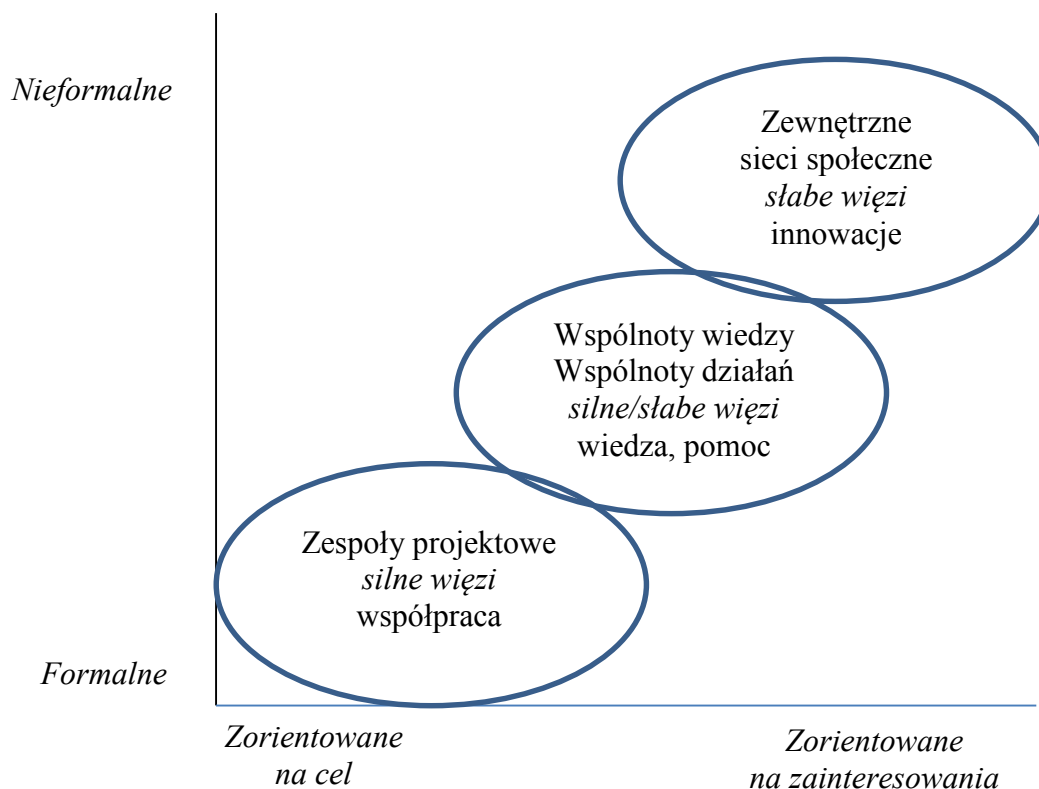 Nieformalne
Zewnętrzne
sieci społeczne
słabe więzi
innowacje
Wspólnoty wiedzy
Wspólnoty działań
silne/słabe więzi
wiedza, pomoc
Zespoły projektowe
silne więzi
współpraca
Formalne
Zorientowane
na cel
Zorientowane
na zainteresowania